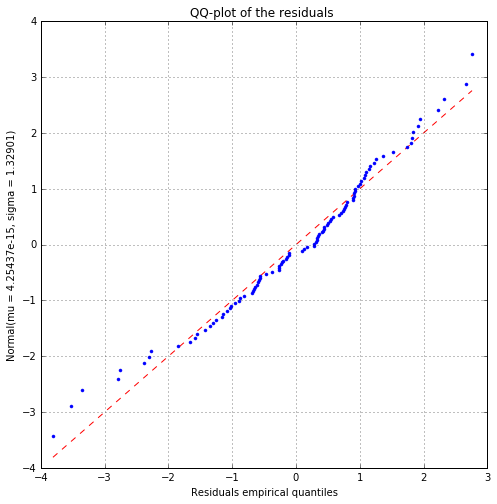 QQ-plot of the residuals
Normal(mu = 4.25437e-15, sigma = 1.32901)
4
3
2
1
0
−1
−2
−3
−4
−4 −3 −2 −1 0 1 2 3
Residuals empirical quantiles